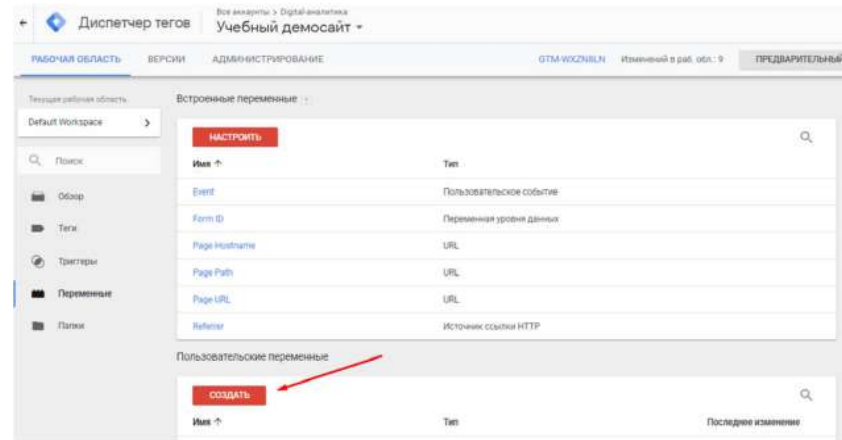 Все аккаунты > Digital-аналитика
Диспетчер тегов Учебный демосайт
РАБОЧАЯ ОБЛАСТЬ ВЕРСИИ АДМИНИСТРИРОВАНИЕ GTM-WXZN8LN Изменений в раб. обл.: 9 ПРЕДВАРИТЕЛЬНЫЙ
Текущая рабочая область
Default Workspace
Поиск
Обзор
Теги
Триггеры
Переменные
Папки
Встроенные переменные
НАСТРОИТЬ
Имя ↑ Тип
Event Пользовательское событие
Form ID Переменная уровня данных
Page Hostname URL
Page Path URL
Page URL URL
Referrer Источник ссылки HTTP
Пользовательские переменные
СОЗДАТЬ
Имя ↑ Тип Последнее изменение